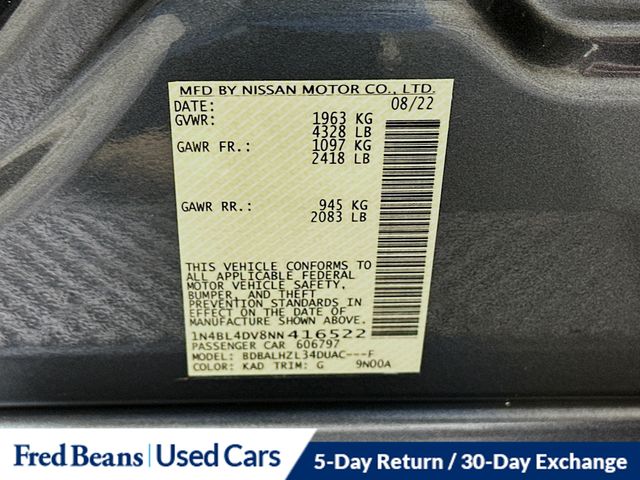 MFD BY NISSAN MOTOR CO., LTD.
DATE: 08/22
GVWR: 1963 KG
4328 LB
GAWR FR.: 1097 KG
2418 LB
GAWR RR.: 945 KG
2083 LB
THIS VEHICLE CONFORMS TO
ALL APPLICABLE FEDERAL
MOTOR VEHICLE SAFETY,
BUMPER, AND THEFT
PREVENTION STANDARDS IN
EFFECT ON THE DATE OF
MANUFACTURE SHOWN ABOVE.
1N4BL4DV8NN416522
PASSENGER CAR 606797
MODEL: BDBALHZL34DUAC---F
COLOR: KAD TRIM: G 9N00A
Fred Beans | Used Cars 5-Day Return / 30-Day Exchange